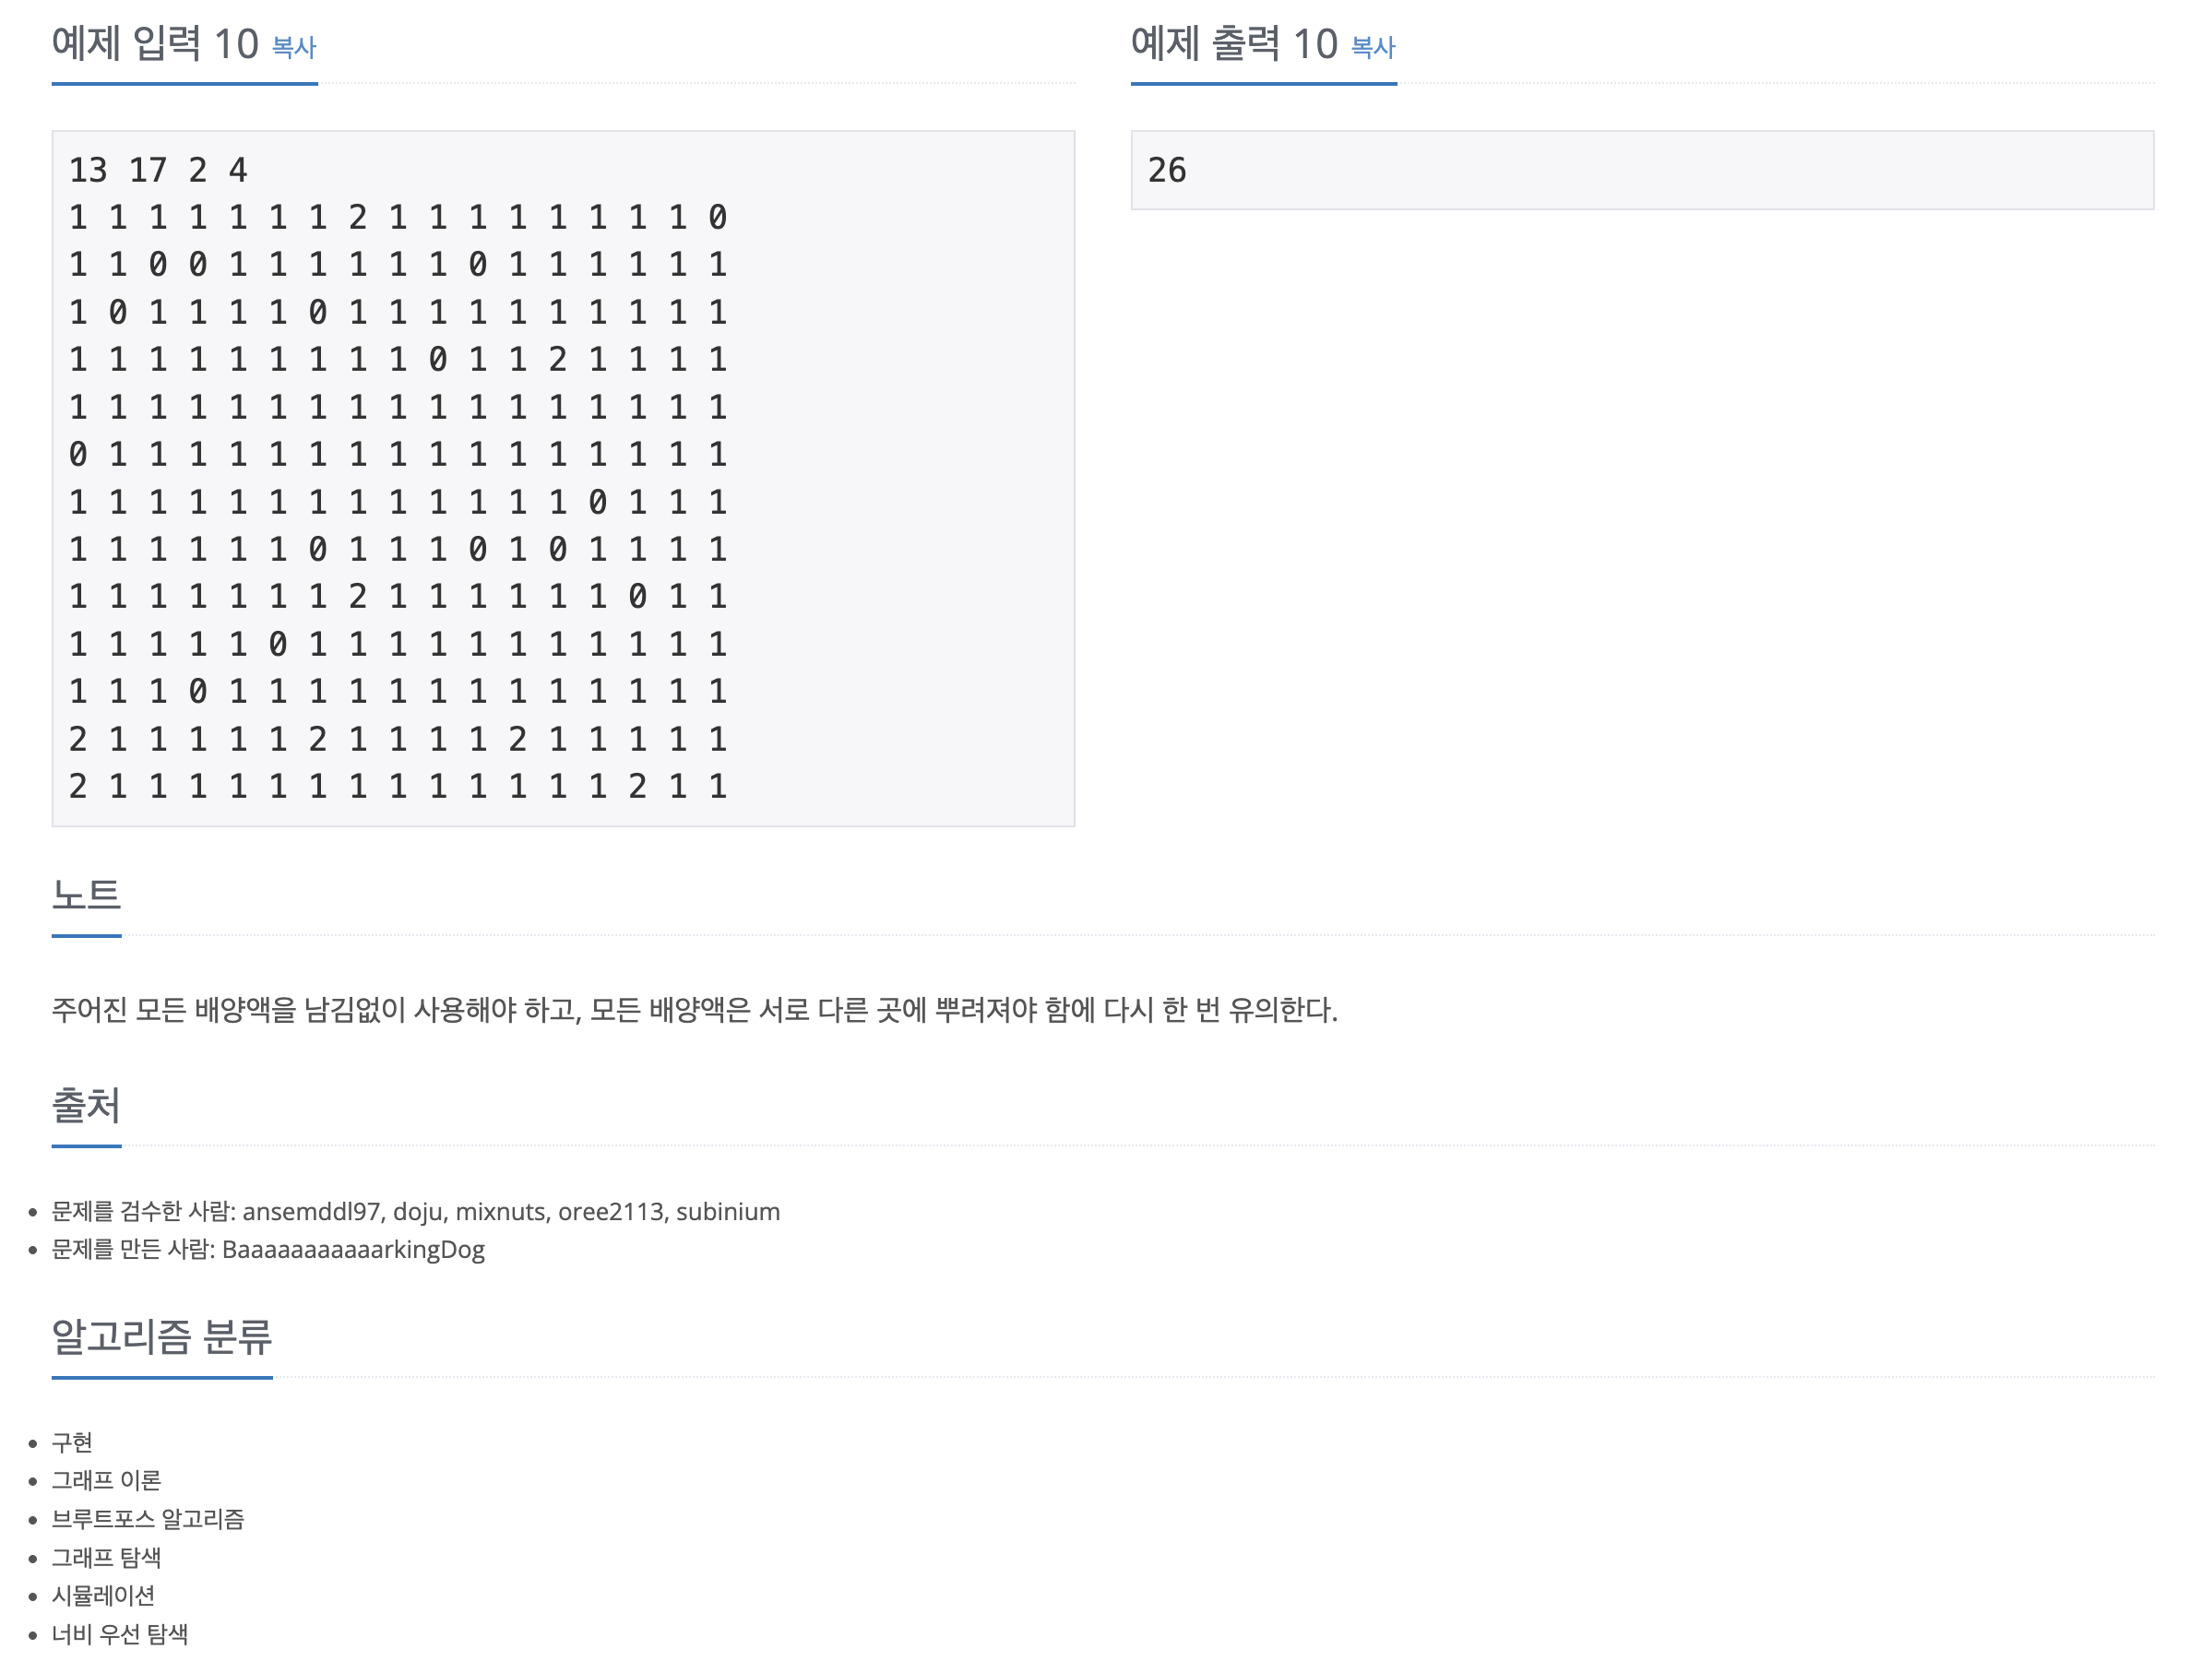 예제 입력 10 복사
예제 출력 10 복사
13 17 2 4
1 1 1 1 1 1 1 2 1 1 1 1 1 1 1 1 0
1 1 0 0 1 1 1 1 1 1 0 1 1 1 1 1 1
1 0 1 1 1 1 0 1 1 1 1 1 1 1 1 1 1
1 1 1 1 1 1 1 1 1 0 1 1 2 1 1 1 1
1 1 1 1 1 1 1 1 1 1 1 1 1 1 1 1 1
0 1 1 1 1 1 1 1 1 1 1 1 1 1 1 1 1
1 1 1 1 1 1 1 1 1 1 1 1 1 0 1 1 1
1 1 1 1 1 1 0 1 1 1 0 1 0 1 1 1 1
1 1 1 1 1 1 1 2 1 1 1 1 1 1 0 1 1
1 1 1 1 1 0 1 1 1 1 1 1 1 1 1 1 1
1 1 1 0 1 1 1 1 1 1 1 1 1 1 1 1 1
2 1 1 1 1 1 2 1 1 1 1 2 1 1 1 1 1
2 1 1 1 1 1 1 1 1 1 1 1 1 1 2 1 1
26
노트
주어진 모든 배양액을 남김없이 사용해야 하고, 모든 배양액은 서로 다른 곳에 뿌려져야 함에 다시 한 번 유의한다.
출처
• 문제를 검수한 사람: ansemddl97, doju, mixnuts, oree2113, subinium
• 문제를 만든 사람: BaaaaaaaaaaarkingDog
알고리즘 분류
• 구현
• 그래프 이론
• 브루트포스 알고리즘
• 그래프 탐색
• 시뮬레이션
• 너비 우선 탐색